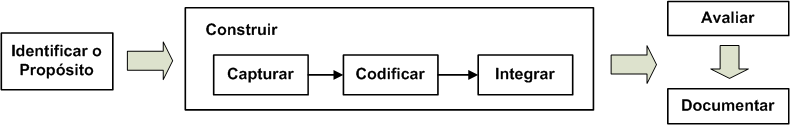 Identificar o
Propósito
Construir
Capturar
Codificar
Integrar
Avaliar
Documentar